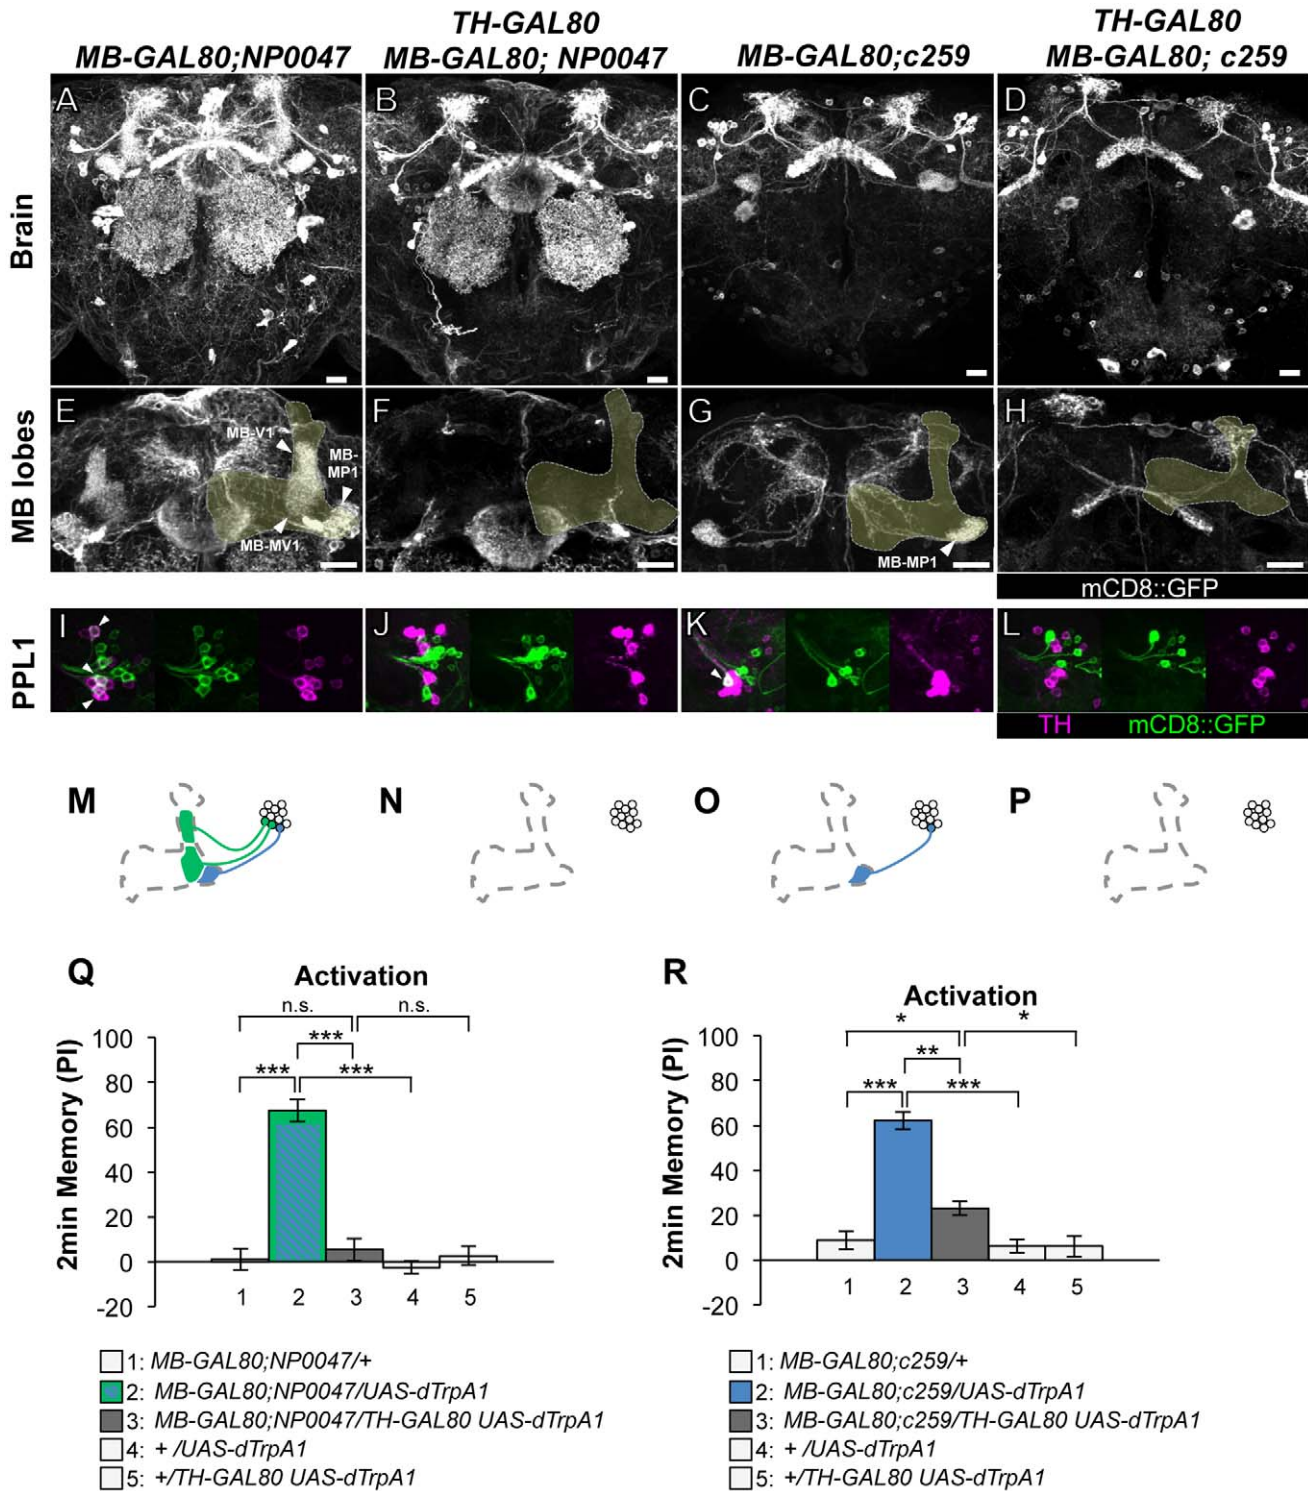 TH-GAL80 TH-GAL80
MB-GAL80;NP0047 MB-GAL80; NP0047 MB-GAL80;c259 MB-GAL80; c259
A B C D
Brain
E F G H
MB-V1
MB-
MP1
MB-MV1
MB-MP1
MB lobes
mCD8::GFP
I J K L
PPL1
TH mCD8::GFP
M N O P
Q
Activation
n.s. n.s.
***
*** ***
2min Memory (PI)
100
80
60
40
20
0
-20
1 2 3 4 5
1: MB-GAL80;NP0047/+
2: MB-GAL80;NP0047/UAS-dTrpA1
3: MB-GAL80;NP0047/TH-GAL80 UAS-dTrpA1
4: + /UAS-dTrpA1
5: +/TH-GAL80 UAS-dTrpA1
R
Activation
* *
**
*** ***
2min Memory (PI)
100
80
60
40
20
0
-20
1 2 3 4 5
1: MB-GAL80;c259/+
2: MB-GAL80;c259/UAS-dTrpA1
3: MB-GAL80;c259/TH-GAL80 UAS-dTrpA1
4: + /UAS-dTrpA1
5: +/TH-GAL80 UAS-dTrpA1